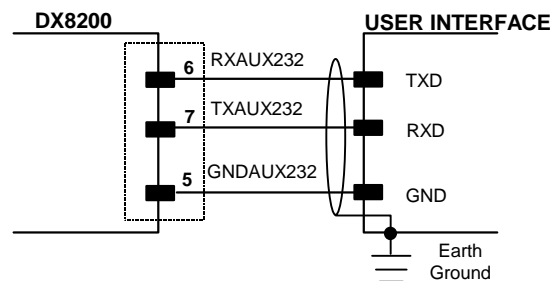 DX8200
USER INTERFACE
6
RXAUX232
TXD
7
TXAUX232
RXD
5
GNDAUX232
GND
Earth
Ground